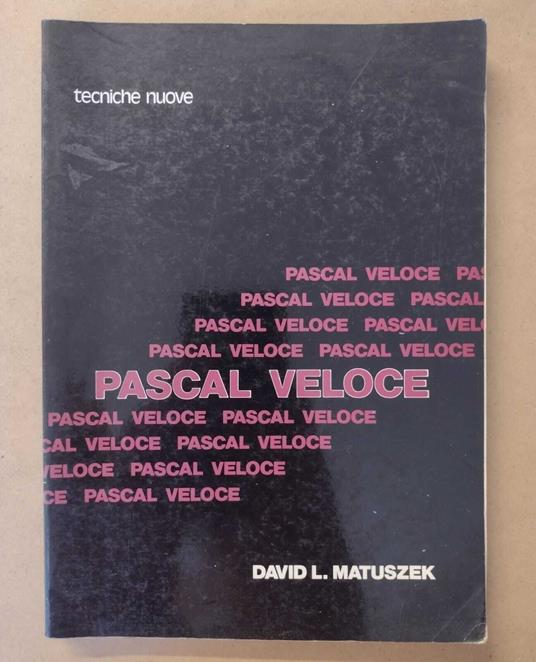 tecniche nuove
PASCAL VELOCE PAS
PASCAL VELOCE PASCAL
PASCAL VELOCE PASCAL VELO
PASCAL VELOCE PASCAL VELOCE
PASCAL VELOCE
PASCAL VELOCE PASCAL VELOCE
CAL VELOCE PASCAL VELOCE
VELOCE PASCAL VELOCE
CE PASCAL VELOCE
DAVID L. MATUSZEK